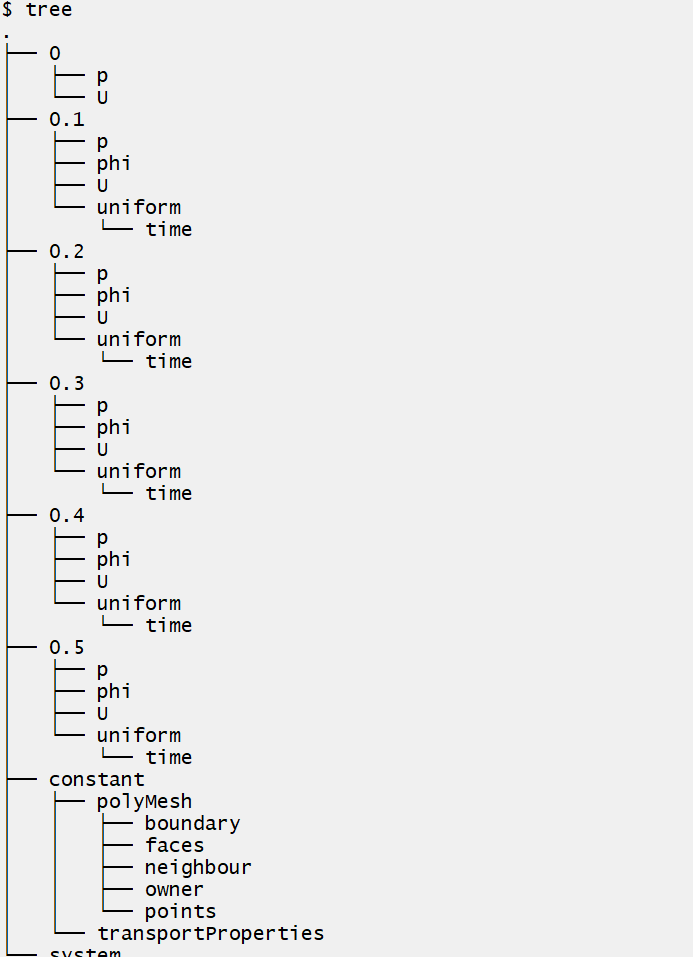 $ tree
.
├── 0
│   ├── p
│   └── U
├── 0.1
│   ├── p
│   ├── phi
│   ├── U
│   └── uniform
│       └── time
├── 0.2
│   ├── p
│   ├── phi
│   ├── U
│   └── uniform
│       └── time
├── 0.3
│   ├── p
│   ├── phi
│   ├── U
│   └── uniform
│       └── time
├── 0.4
│   ├── p
│   ├── phi
│   ├── U
│   └── uniform
│       └── time
├── 0.5
│   ├── p
│   ├── phi
│   ├── U
│   └── uniform
│       └── time
├── constant
│   ├── polyMesh
│   │   ├── boundary
│   │   ├── faces
│   │   ├── neighbour
│   │   ├── owner
│   │   └── points
│   └── transportProperties
└── system